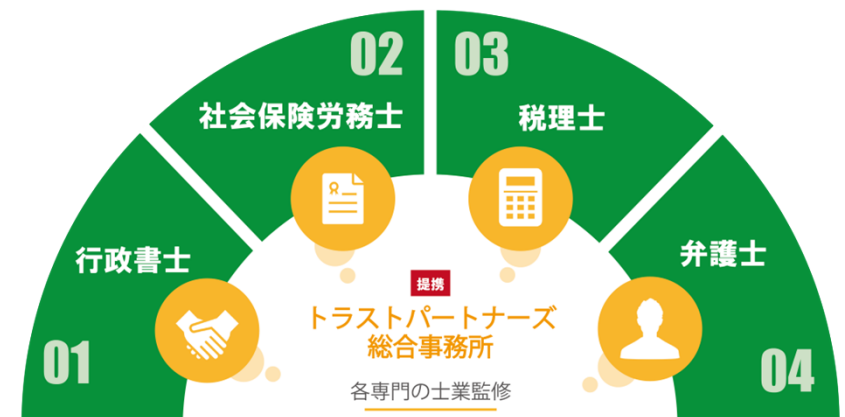 01
行政書士
02
社会保険労務士
03
税理士
04
弁護士
提携
トラストパートナーズ
総合事務所
各専門の士業監修